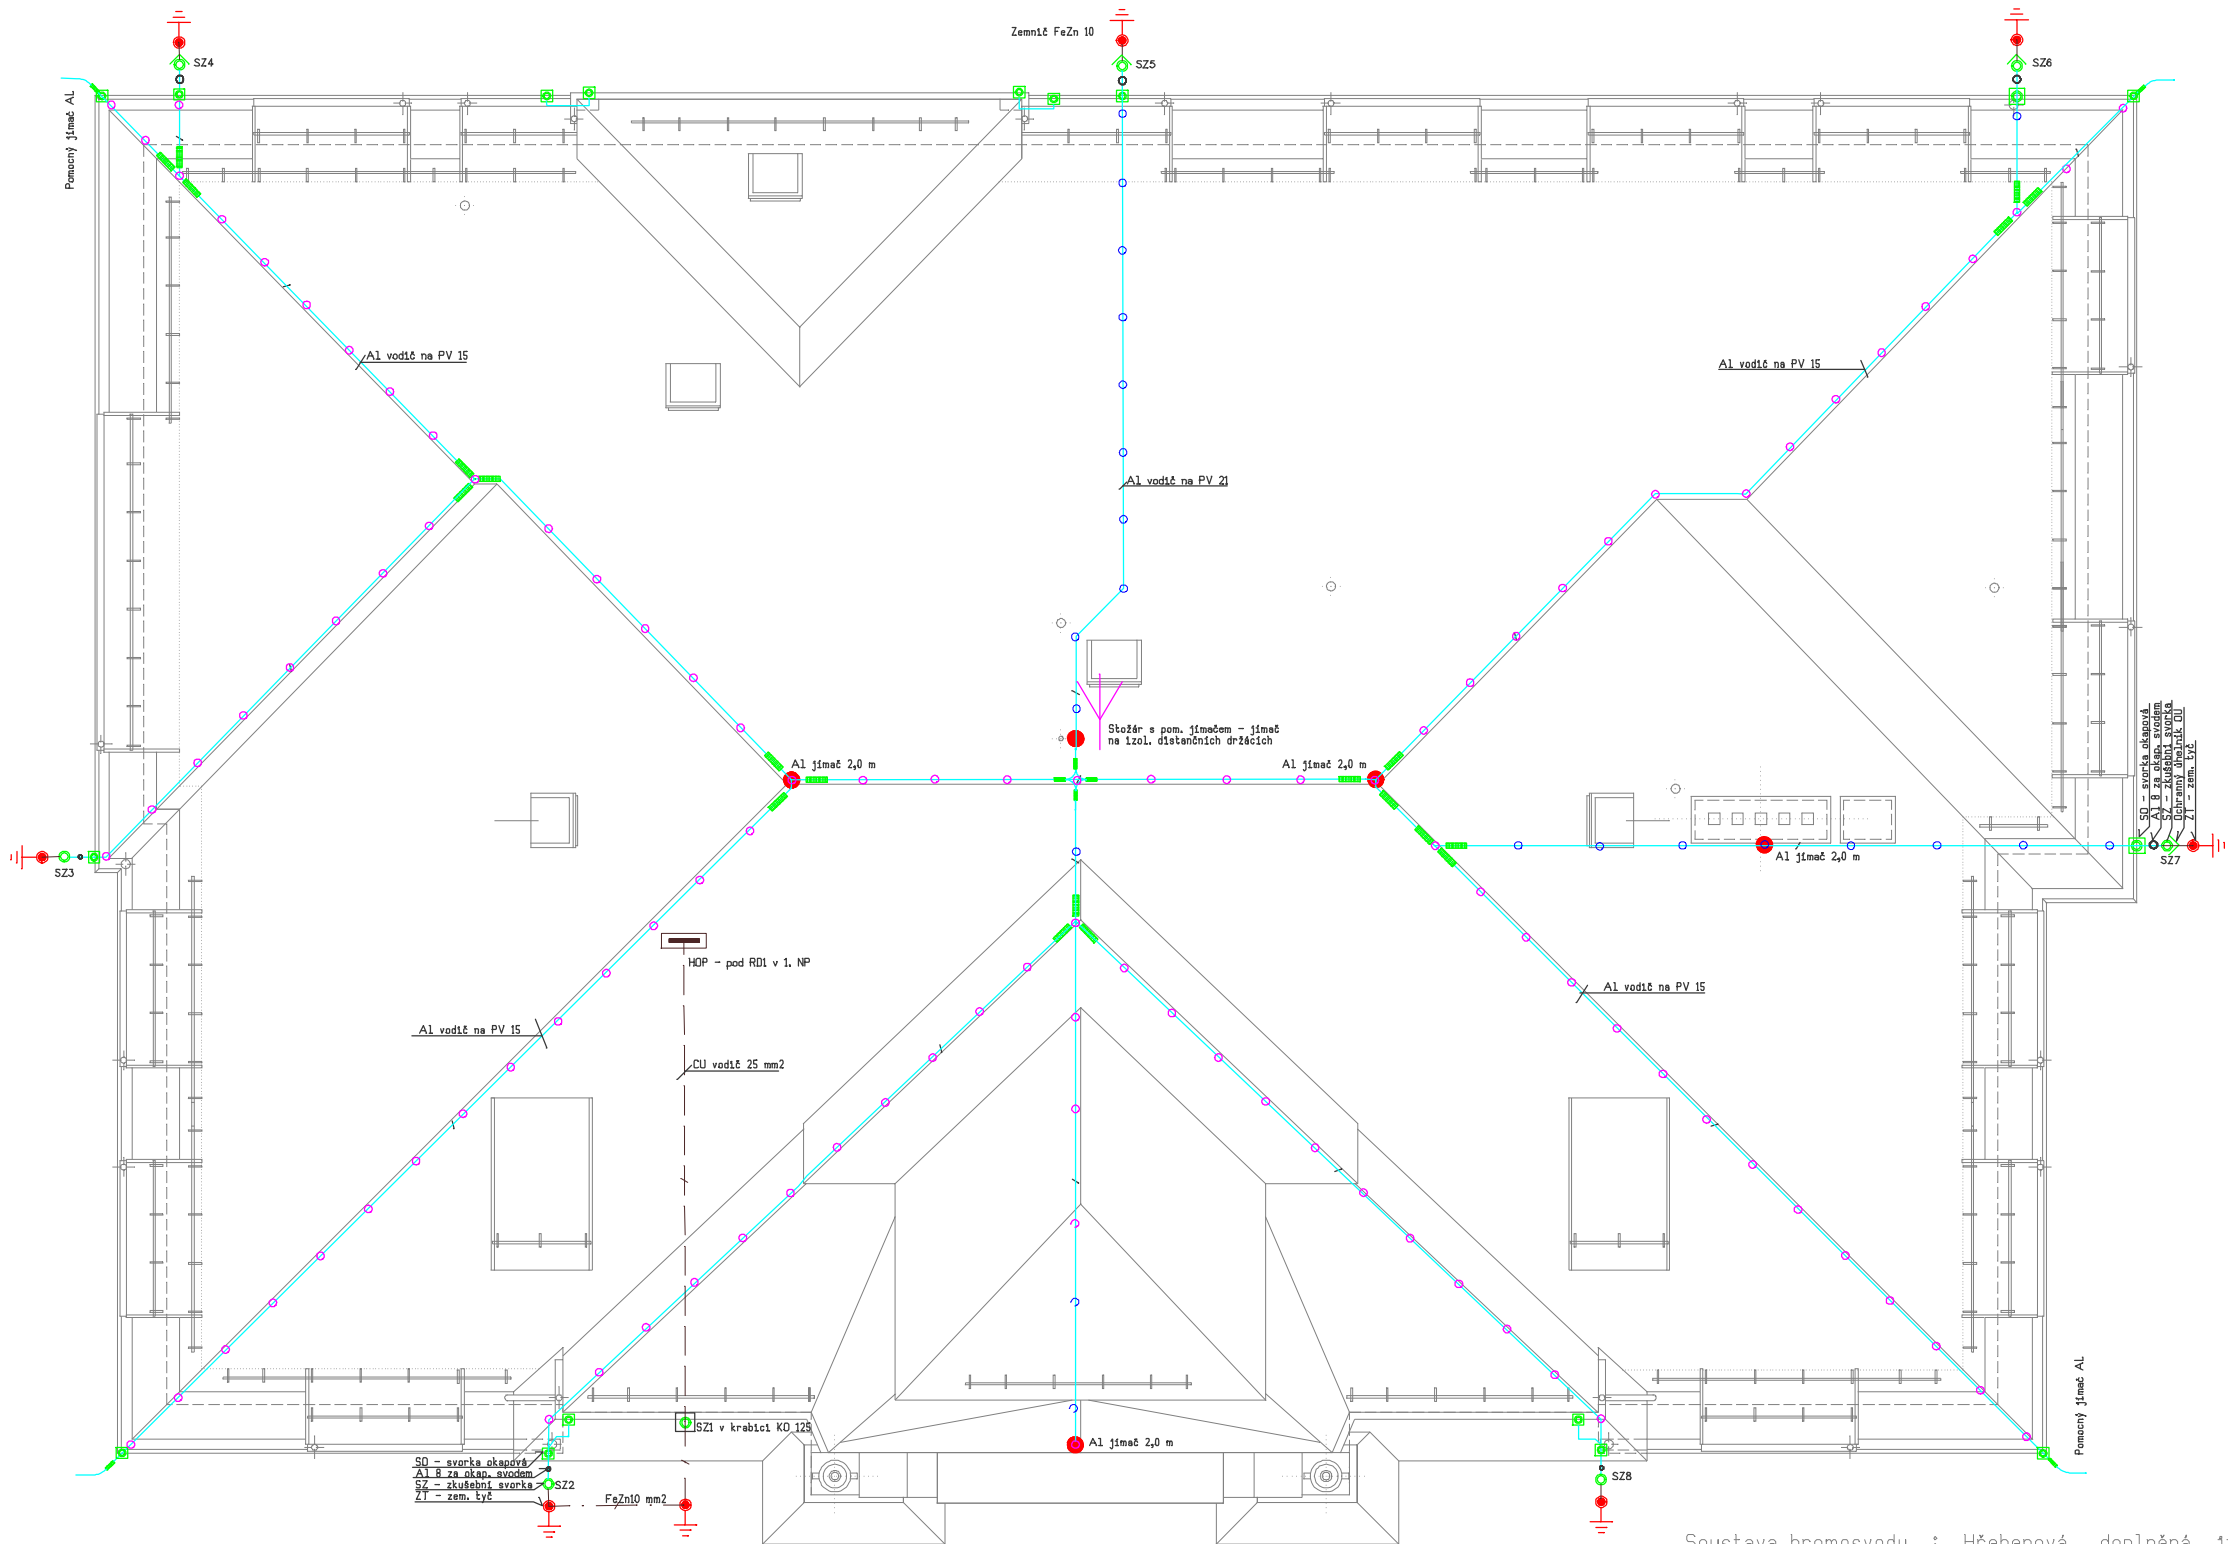 Zemnič FeZn 10
SZ4
SZ5
SZ6
Pomocný jímač AL
Al vodič na PV 15
Al vodič na PV 15
Al vodič na PV 21
Stožár s pom. jímačem - jímač
na izol. distančních držácích
Al jímač 2,0 m
Al jímač 2,0 m
SO - svorka okapová
Al 8 za okap. svodem
SZ - zkušební svorka
Ochranný úhelník OU
ZT - zem. tyč
SZ3
Al jímač 2,0 m
SZ7
HOP - pod RD1 v 1. NP
Al vodič na PV 15
Al vodič na PV 15
CU vodič 25 mm2
Pomocný jímač AL
SZ1 v krabici KO 125
Al jímač 2,0 m
SO - svorka okapová
Al 8 za okap. svodem
SZ - zkušební svorka
ZT - zem. tyč
SZ2
FeZn10 mm2
SZ8
Soustava hromosvodu : Hřebenová, doplněná